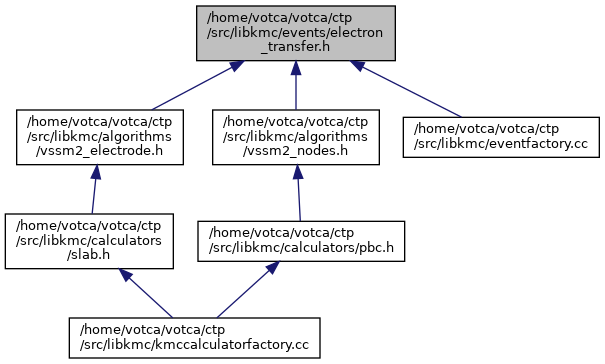 /home/votca/votca/ctp
/src/libkmc/events/electron
_transfer.h
/home/votca/votca/ctp
/src/libkmc/algorithms
/vssm2_electrode.h
/home/votca/votca/ctp
/src/libkmc/algorithms
/vssm2_nodes.h
/home/votca/votca/ctp
/src/libkmc/eventfactory.cc
/home/votca/votca/ctp
/src/libkmc/calculators
/slab.h
/home/votca/votca/ctp
/src/libkmc/calculators/pbc.h
/home/votca/votca/ctp
/src/libkmc/kmccalculatorfactory.cc